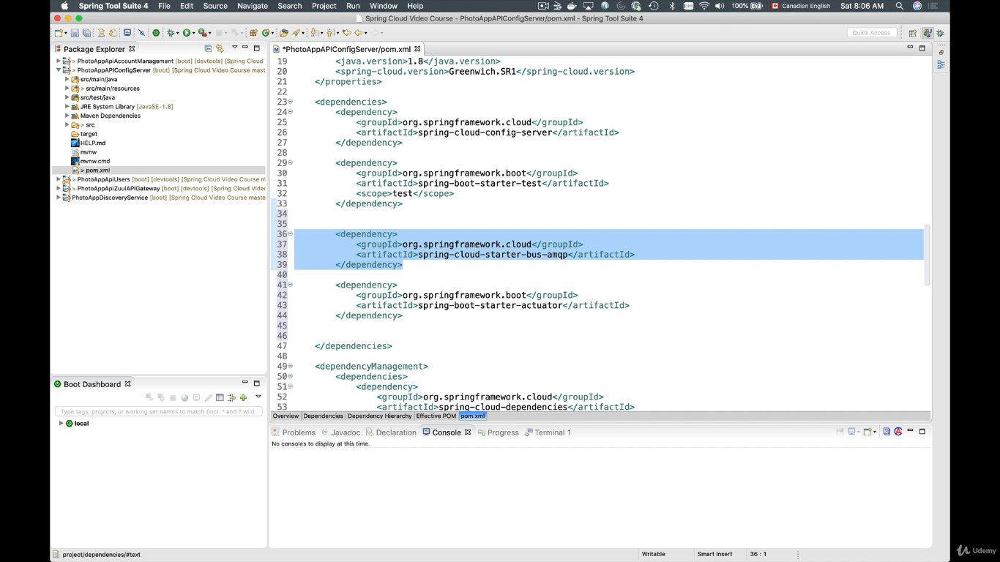 Spring Tool Suite 4 File Edit Source Navigate Search Project Run Window Help 100% Canadian English Sat 8:06 AM
Spring Cloud Video Course - PhotoAppAPIConfigServer/pom.xml - Spring Tool Suite 4
Quick Access
Package Explorer
> PhotoAppApiAccountManagement [boot] [devtools] [Spring Cloud
> PhotoAppAPIConfigServer [boot] [Spring Cloud Video Course mast
src/main/java
> src/main/resources
src/test/java
JRE System Library [JavaSE-1.8]
Maven Dependencies
> src
target
HELP.md
mvnw
mvnw.cmd
> pom.xml
> PhotoAppApiUsers [boot] [devtools] [Spring Cloud Video Course m
> PhotoAppApiZuulAPIGateway [boot] [devtools] [Spring Cloud Vide
PhotoAppDiscoveryService [boot] [Spring Cloud Video Course maste
*PhotoAppAPIConfigServer/pom.xml
19 <java.version>1.8</java.version>
20 <spring-cloud.version>Greenwich.SR1</spring-cloud.version>
21 </properties>
22
23 <dependencies>
24 <dependency>
25 <groupId>org.springframework.cloud</groupId>
26 <artifactId>spring-cloud-config-server</artifactId>
27 </dependency>
28
29 <dependency>
30 <groupId>org.springframework.boot</groupId>
31 <artifactId>spring-boot-starter-test</artifactId>
32 <scope>test</scope>
33 </dependency>
34
35
36 <dependency>
37 <groupId>org.springframework.cloud</groupId>
38 <artifactId>spring-cloud-starter-bus-amqp</artifactId>
39 </dependency>
40
41 <dependency>
42 <groupId>org.springframework.boot</groupId>
43 <artifactId>spring-boot-starter-actuator</artifactId>
44 </dependency>
45
46
47 </dependencies>
48
49 <dependencyManagement>
50 <dependencies>
51 <dependency>
52 <groupId>org.springframework.cloud</groupId>
53 <artifactId>spring-cloud-dependencies</artifactId>
Overview Dependencies Dependency Hierarchy Effective POM pom.xml
Boot Dashboard
Type tags, projects, or working set names to match (incl. * and ? wild
local
Problems Javadoc Declaration Console Progress Terminal 1
No consoles to display at this time.
project/dependencies/#text Writable Smart Insert 36 : 1
Udemy